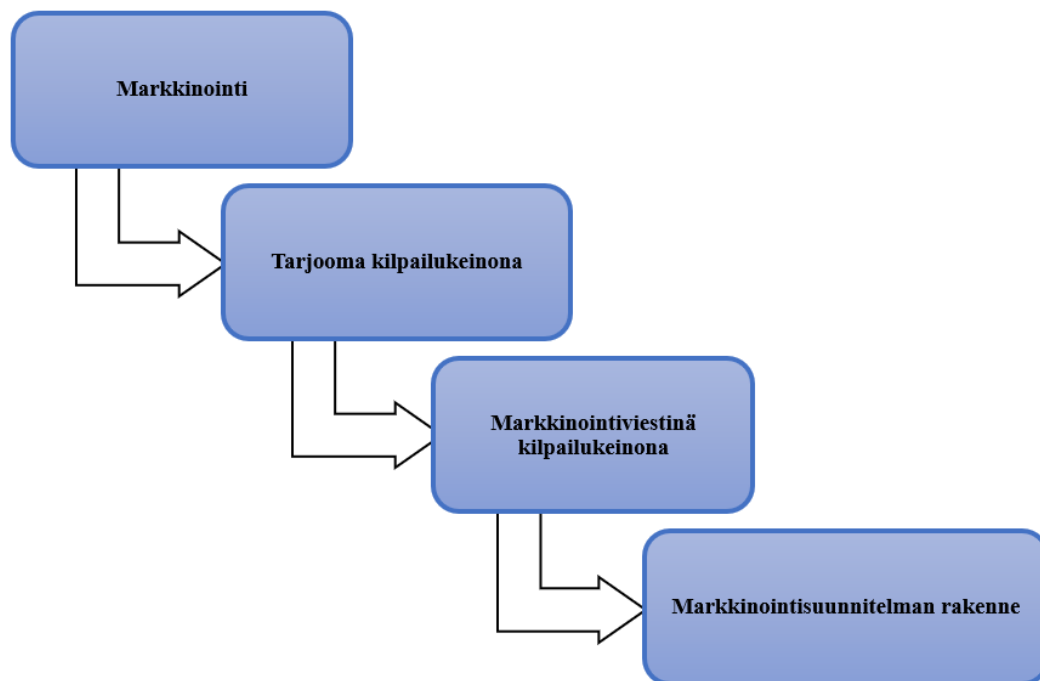 Markkinointi
Tarjooma kilpailukeinona
Markkinointiviestinä
kilpailukeinona
Markkinointisuunnitelman rakenne